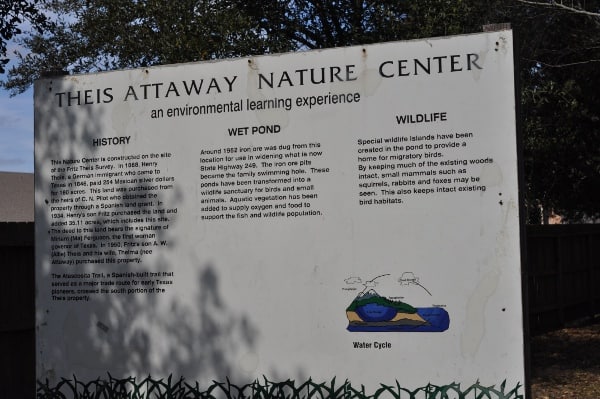 THEIS ATTAWAY NATURE CENTER
an environmental learning experience
HISTORY
This Nature Center is constructed on the site
of the Fritz Theis Survey. In 1868, Henry
Theis, a German immigrant who come to
Texas in 1846, paid 254 Mexican silver dollars
for 160 acres. This land was purchased from
the heirs of C. N. Pilot who obtained the
property through a Spanish land grant. In
1934, Henry's son Fritz purchased the land and
added 35.11 acres, which includes this site.
The deed to this land bears the signature of
Miriam (Ma) Ferguson, the first woman
governor of Texas. In 1950, Fritz's son A. W.
(Attie) Theis and his wife, Thelma (nee
Attaway) purchased this property.
The Atascosita Trail, a Spanish-built trail that
served as a major trade route for early Texas
pioneers, crossed the south portion of the
Theis property.
WET POND
Around 1962 iron ore was dug from this
location for use in widening what is now
State Highway 249. The iron ore pits
became the family swimming hole. These
ponds have been transformed into a
wildlife sanctuary for birds and small
animals. Aquatic vegetation has been
added to supply oxygen and food to
support the fish and wildlife population.
WILDLIFE
Special wildlife islands have been
created in the pond to provide a
home for migratory birds.
By keeping much of the existing woods
intact, small mammals such as
squirrels, rabbits and foxes may be
seen. This also keeps intact existing
bird habitats.
Water Cycle